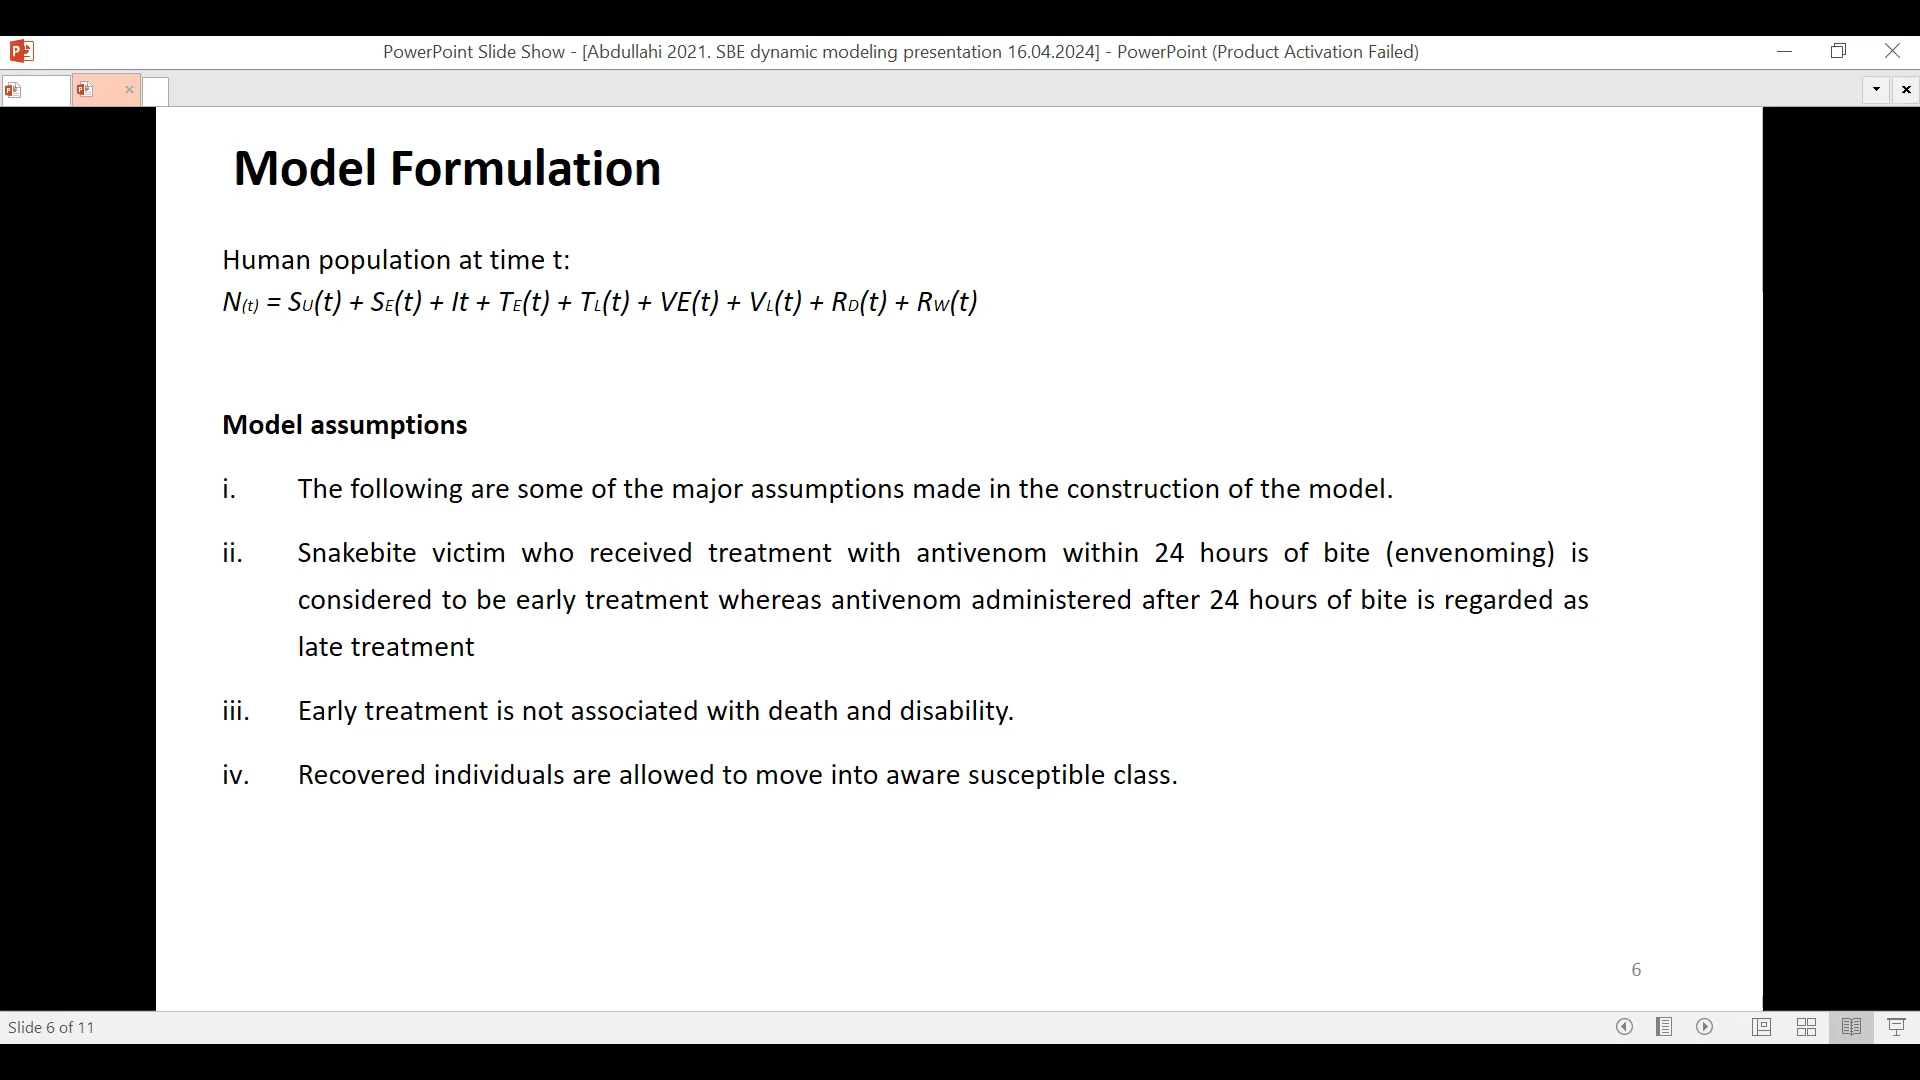 PowerPoint Slide Show - [Abdullahi 2021. SBE dynamic modeling presentation 16.04.2024] - PowerPoint (Product Activation Failed)
Model Formulation
Human population at time t:
N(t) = SU(t) + SE(t) + It + TE(t) + TL(t) + VE(t) + VL(t) + RD(t) + RW(t)
Model assumptions
i. The following are some of the major assumptions made in the construction of the model.
ii. Snakebite victim who received treatment with antivenom within 24 hours of bite (envenoming) is
considered to be early treatment whereas antivenom administered after 24 hours of bite is regarded as
late treatment
iii. Early treatment is not associated with death and disability.
iv. Recovered individuals are allowed to move into aware susceptible class.
6
Slide 6 of 11